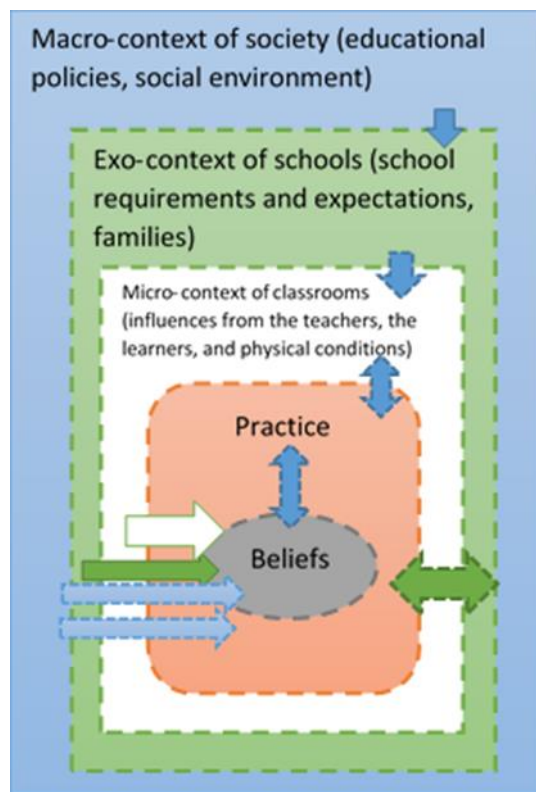 Macro-context of society (educational
policies, social environment)
Exo-context of schools (school
requirements and expectations,
families)
Micro-context of classrooms
(influences from the teachers, the
learners, and physical conditions)
Practice
Beliefs